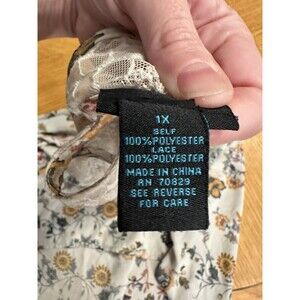 1X
SELF
100%POLYESTER
LACE
100%POLYESTER
MADE IN CHINA
RN 70829
SEE REVERSE
FOR CARE